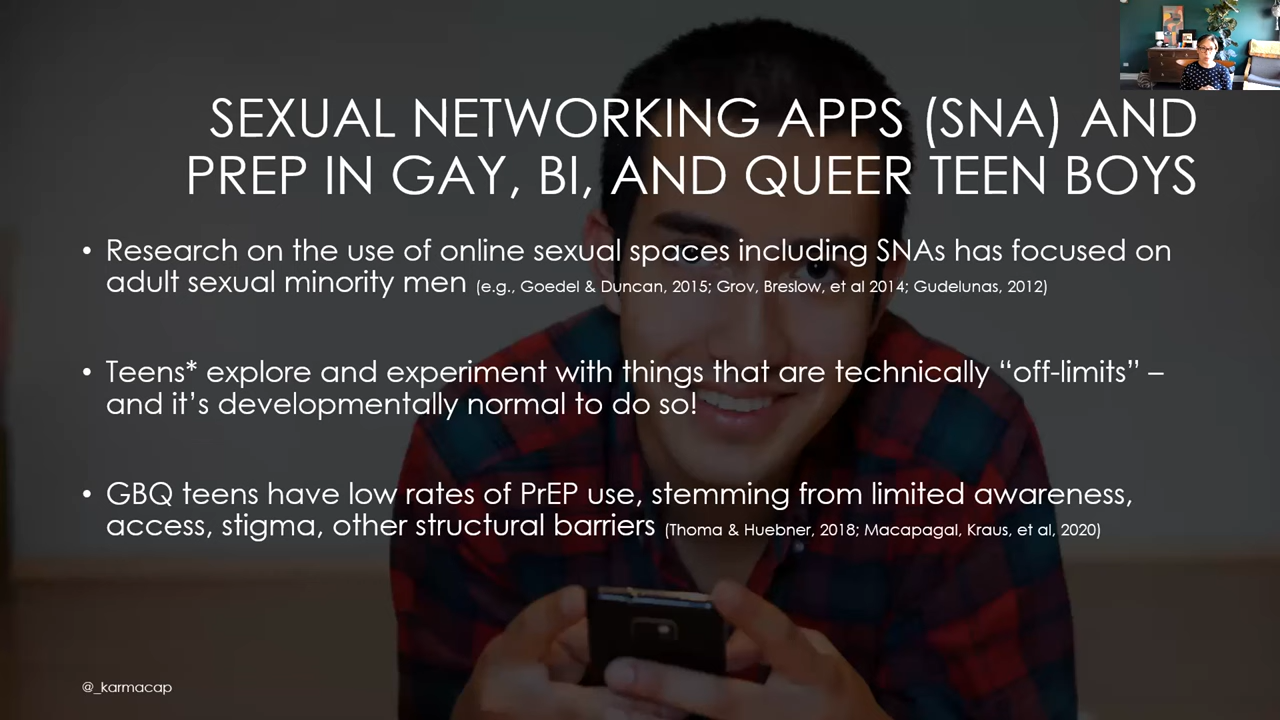 SEXUAL NETWORKING APPS (SNA) AND
PREP IN GAY, BI, AND QUEER TEEN BOYS
• Research on the use of online sexual spaces including SNAs has focused on
adult sexual minority men (e.g., Goedel & Duncan, 2015; Grov, Breslow, et al 2014; Gudelunas, 2012)
• Teens* explore and experiment with things that are technically “off-limits” –
and it’s developmentally normal to do so!
• GBQ teens have low rates of PrEP use, stemming from limited awareness,
access, stigma, other structural barriers (Thoma & Huebner, 2018; Macapagal, Kraus, et al, 2020)
@_karmacap